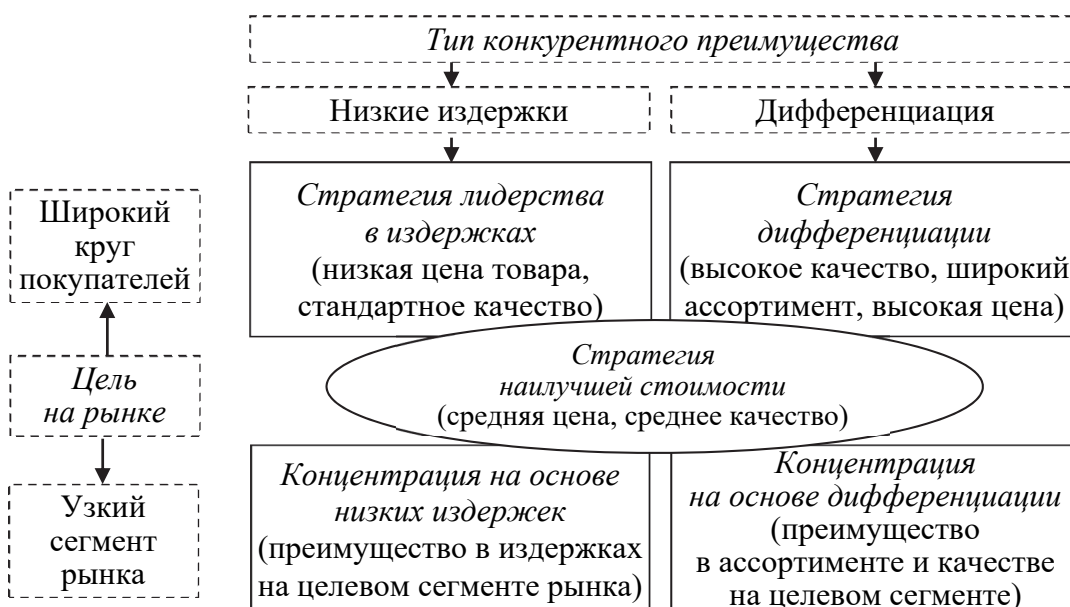 Тип конкурентного преимущества
Низкие издержки
Дифференциация
Широкий
круг
покупателей
Стратегия лидерства
в издержках
(низкая цена товара,
стандартное качество)
Стратегия
дифференциации
(высокое качество, широкий
ассортимент, высокая цена)
Цель
на рынке
Стратегия
наилучшей стоимости
(средняя цена, среднее качество)
Узкий
сегмент
рынка
Концентрация на основе
низких издержек
(преимущество в издержках
на целевом сегменте рынка)
Концентрация
на основе дифференциации
(преимущество
в ассортименте и качестве
на целевом сегменте)